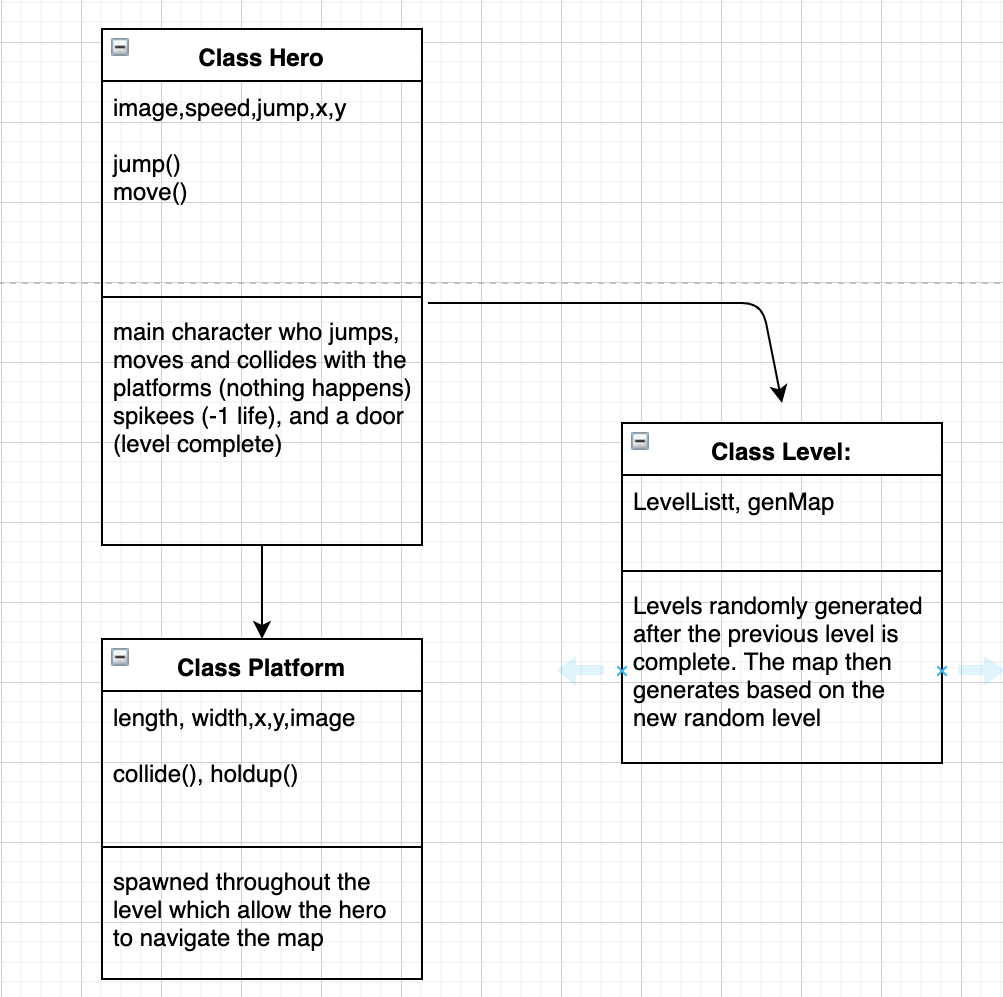 Class Hero
image,speed,jump,x,y
jump()
move()
main character who jumps,
moves and collides with the
platforms (nothing happens)
spikees (-1 life), and a door
(level complete)
Class Level:
LevelListt, genMap
Levels randomly generated
after the previous level is
complete. The map then
generates based on the
new random level
Class Platform
length, width,x,y,image
collide(), holdup()
spawned throughout the
level which allow the hero
to navigate the map